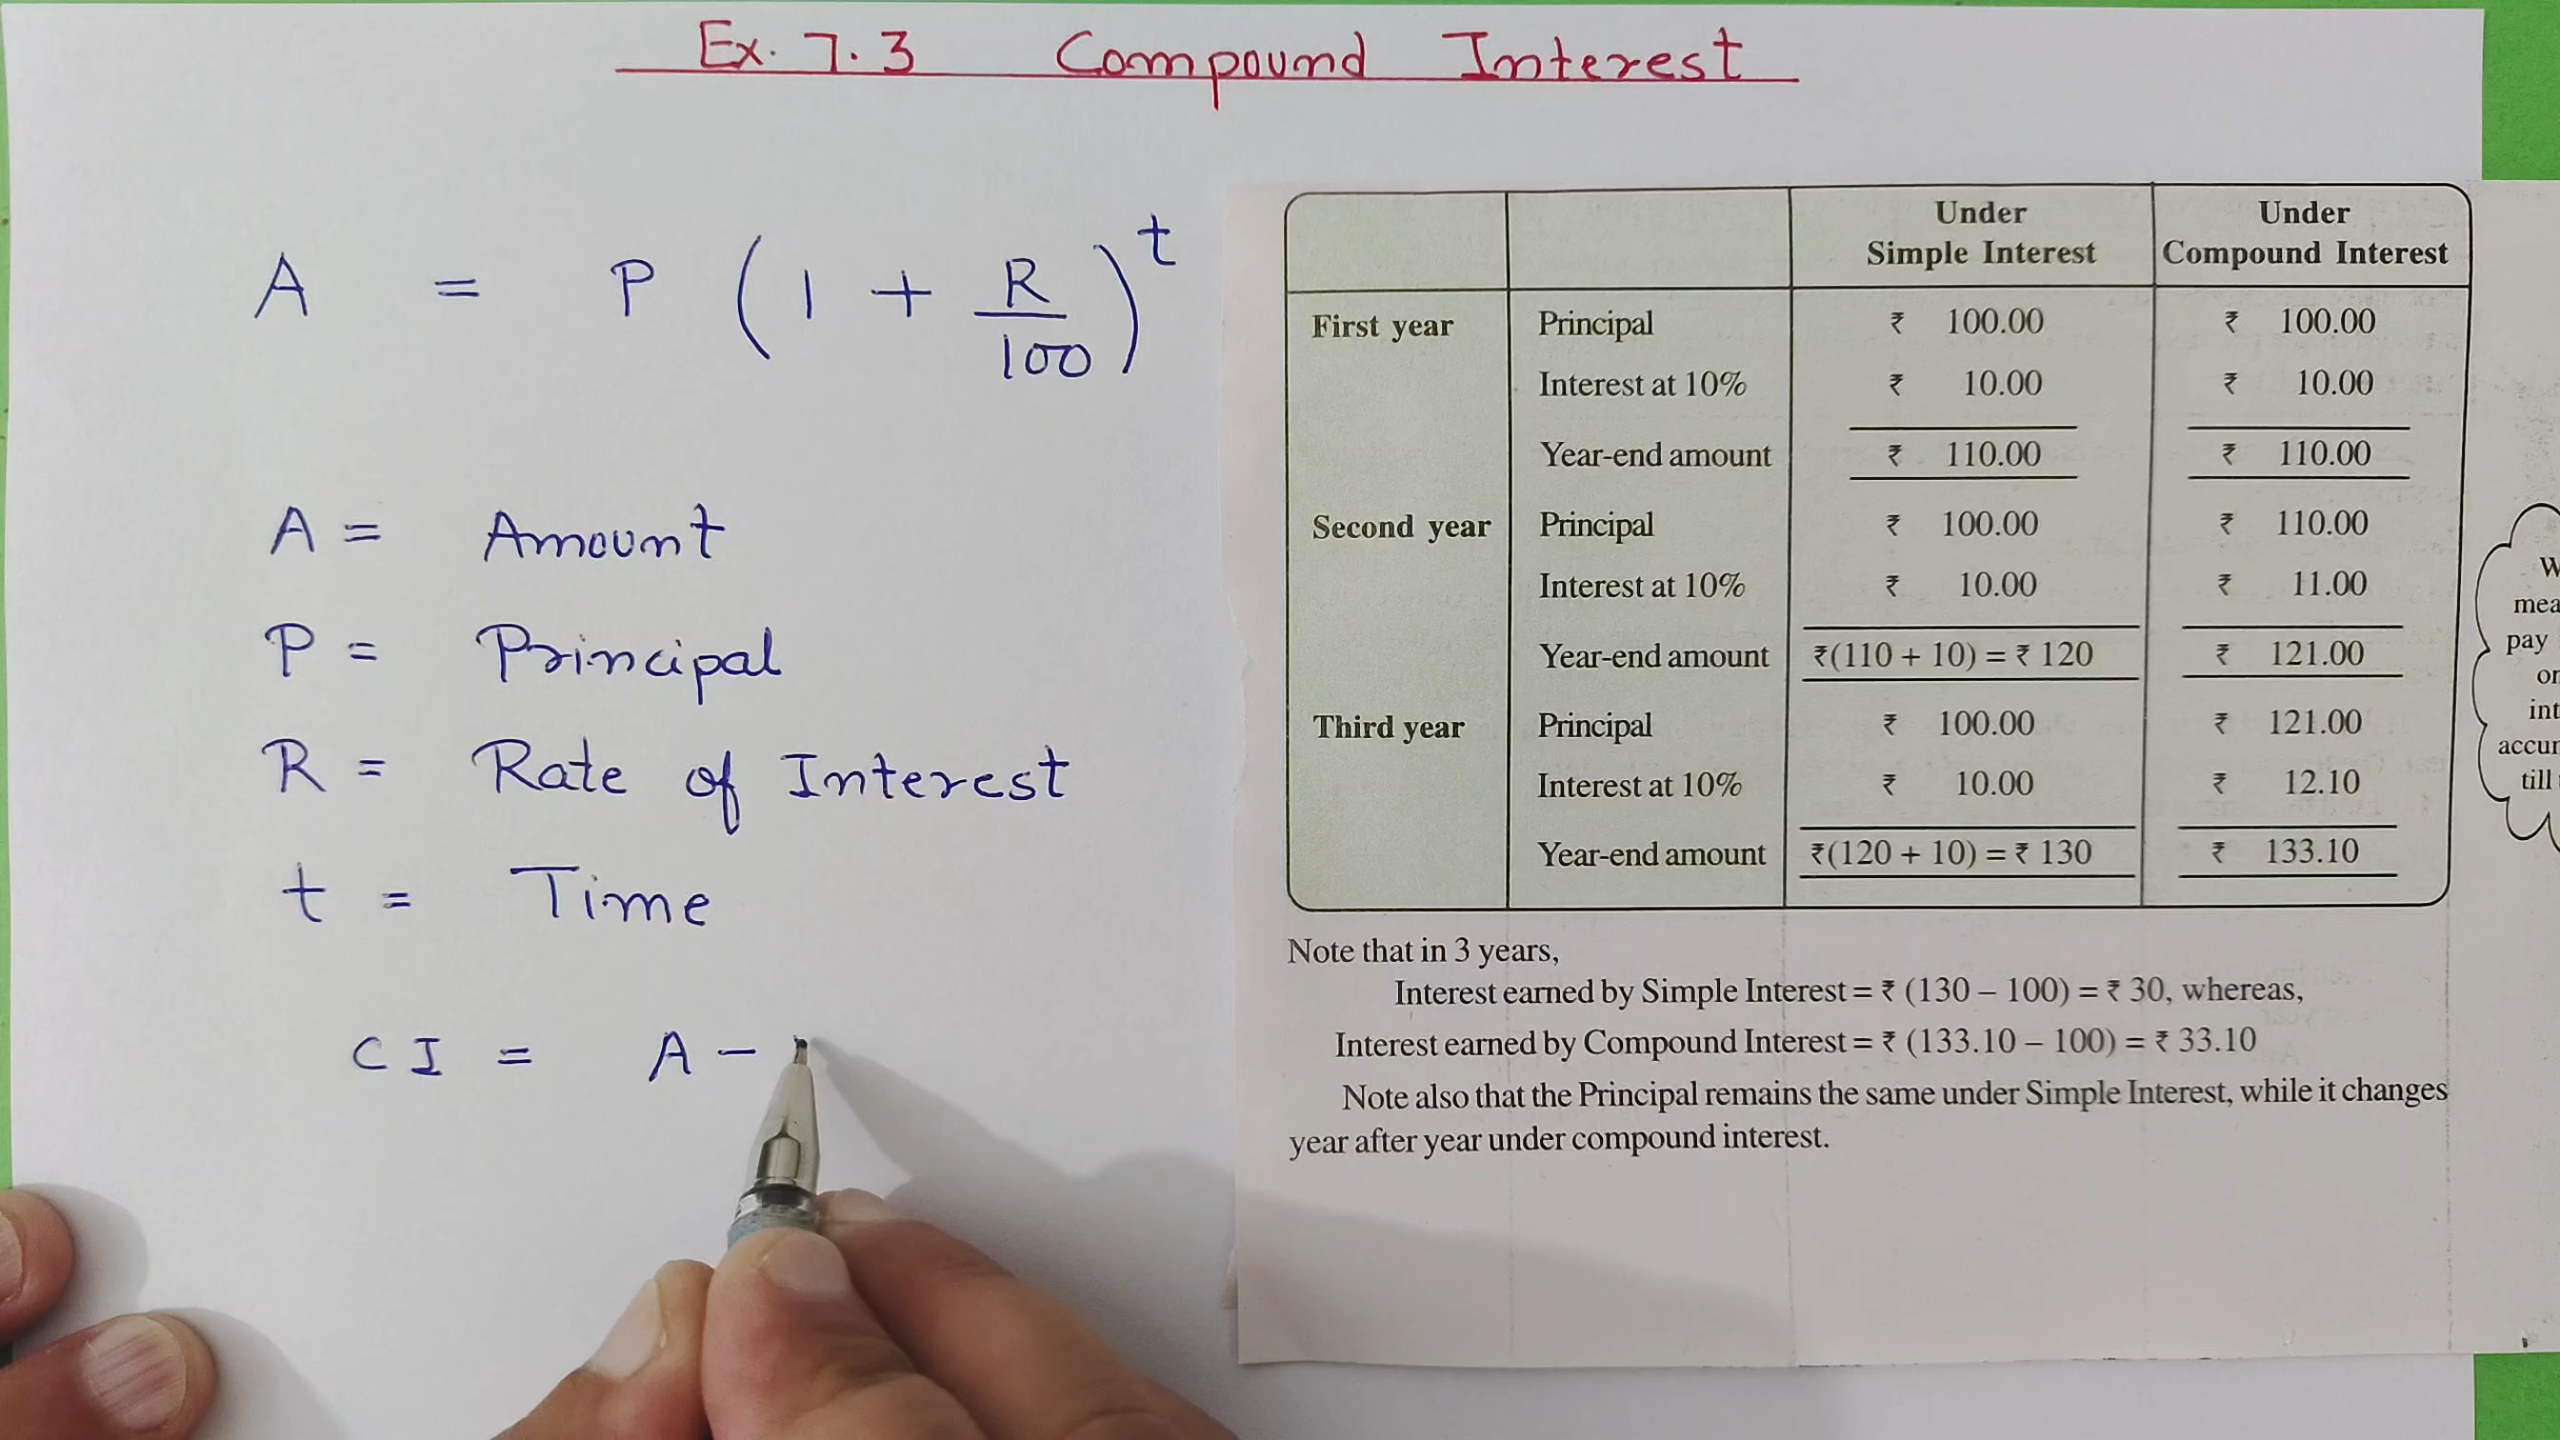 Ex. 7.3 Compound Interest
A = P ( 1 + R/100 )^t
A = Amount
P = Principal
R = Rate of Interest
t = Time
CI = A -
Under Simple Interest Under Compound Interest
First year Principal ₹ 100.00 ₹ 100.00
Interest at 10% ₹ 10.00 ₹ 10.00
Year-end amount ₹ 110.00 ₹ 110.00
Second year Principal ₹ 100.00 ₹ 110.00
Interest at 10% ₹ 10.00 ₹ 11.00
Year-end amount ₹(110 + 10) = ₹ 120 ₹ 121.00
Third year Principal ₹ 100.00 ₹ 121.00
Interest at 10% ₹ 10.00 ₹ 12.10
Year-end amount ₹(120 + 10) = ₹ 130 ₹ 133.10
Note that in 3 years,
Interest earned by Simple Interest = ₹ (130 – 100) = ₹ 30, whereas,
Interest earned by Compound Interest = ₹ (133.10 – 100) = ₹ 33.10
Note also that the Principal remains the same under Simple Interest, while it changes
year after year under compound interest.
pay
till